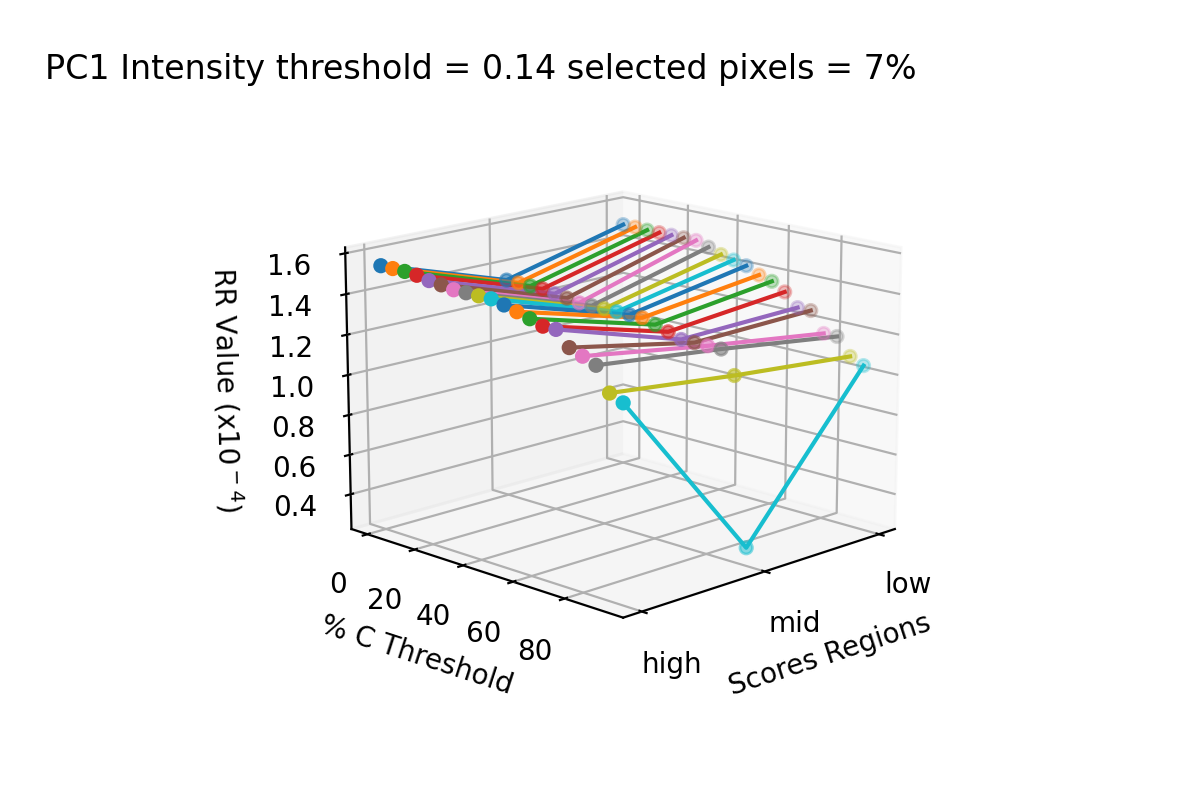 PC1 Intensity threshold = 0.14 selected pixels = 7%
1.6
1.4
1.2
1.0
0.8
0.6
0.4
RR Value (x10⁻⁴)
0
20
40
60
80
% C Threshold
high
mid
low
Scores Regions